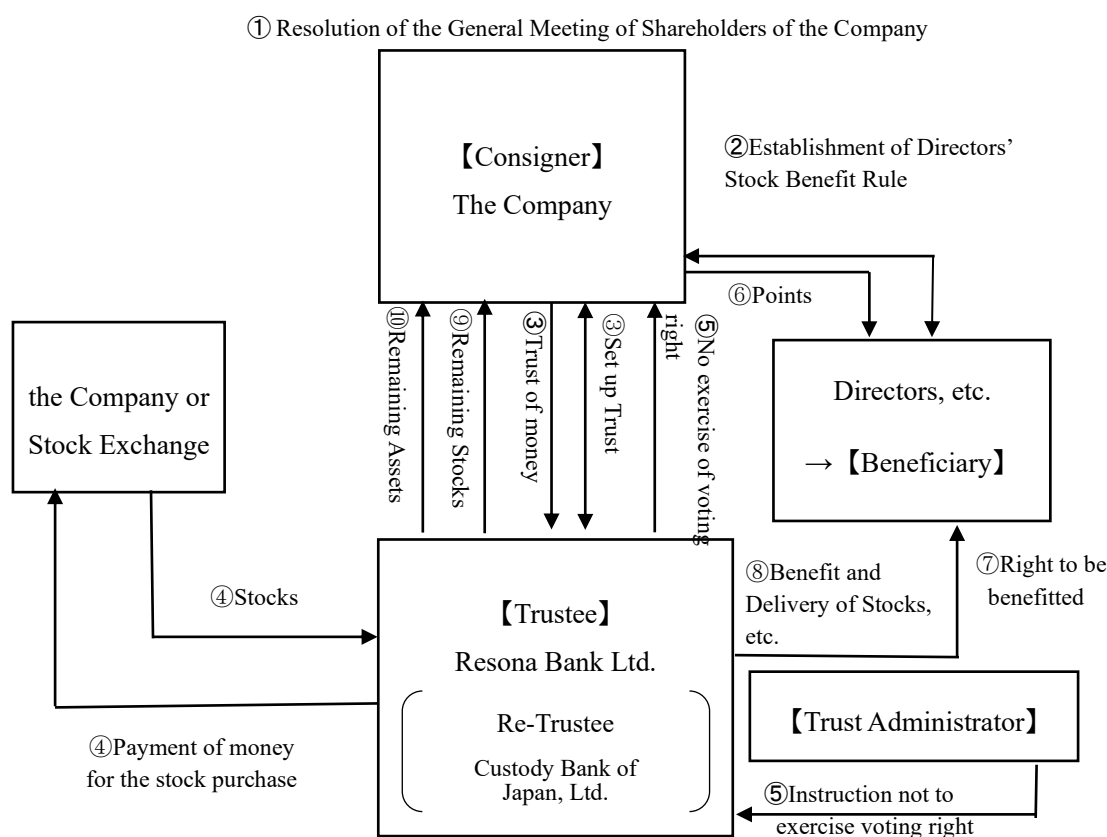 ① Resolution of the General Meeting of Shareholders of the Company
【Consigner】
The Company
②Establishment of Directors’
Stock Benefit Rule
⑥Points
the Company or
Stock Exchange
⑩Remaining Assets
⑨Remaining Stocks
③Trust of money
③Set up Trust
⑤No exercise of voting
right
Directors, etc.
→【Beneficiary】
④Stocks
⑧Benefit and
Delivery of Stocks,
etc.
⑦Right to be
benefitted
【Trustee】
Resona Bank Ltd.
Re-Trustee
Custody Bank of
Japan, Ltd.
【Trust Administrator】
④Payment of money
for the stock purchase
⑤Instruction not to
exercise voting right